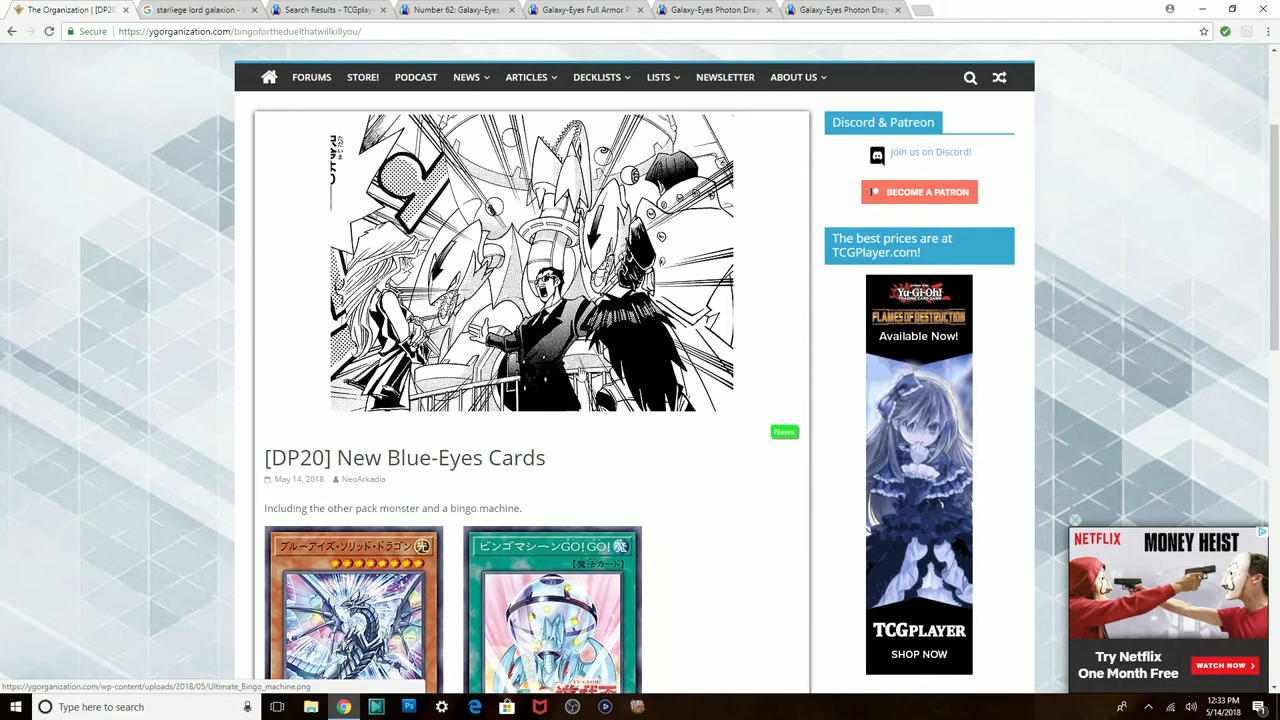 The Organization | [DP20
starliege lord galaxion -
Search Results - TCGplay
Number 62: Galaxy-Eyes
Galaxy-Eyes Full Armor P
Galaxy-Eyes Photon Drag
Galaxy-Eyes Photon Drag
Secure
https://ygorganization.com/bingofortheduelthatwillkillyou/
FORUMS STORE! PODCAST NEWS ARTICLES DECKLISTS LISTS NEWSLETTER ABOUT US
Discord & Patreon
Join us on Discord!
BECOME A PATRON
The best prices are at
TCGPlayer.com!
Yu-Gi-Oh!
TRADING CARD GAME
FLAMES OF DESTRUCTION
Available Now!
TCGPLAYER
SHOP NOW
News
[DP20] New Blue-Eyes Cards
May 14, 2018 NeoArkadia
Including the other pack monster and a bingo machine.
ブルーアイズ・ソリッド・ドラゴン
光
ビンゴマシーンGO!GO!
【魔法カード】
NETFLIX
MONEY HEIST
Try Netflix
One Month Free
WATCH NOW
https://ygorganization.com/wp-content/uploads/2018/05/Ultimate_Bingo_machine.png
Type here to search
12:33 PM
5/14/2018